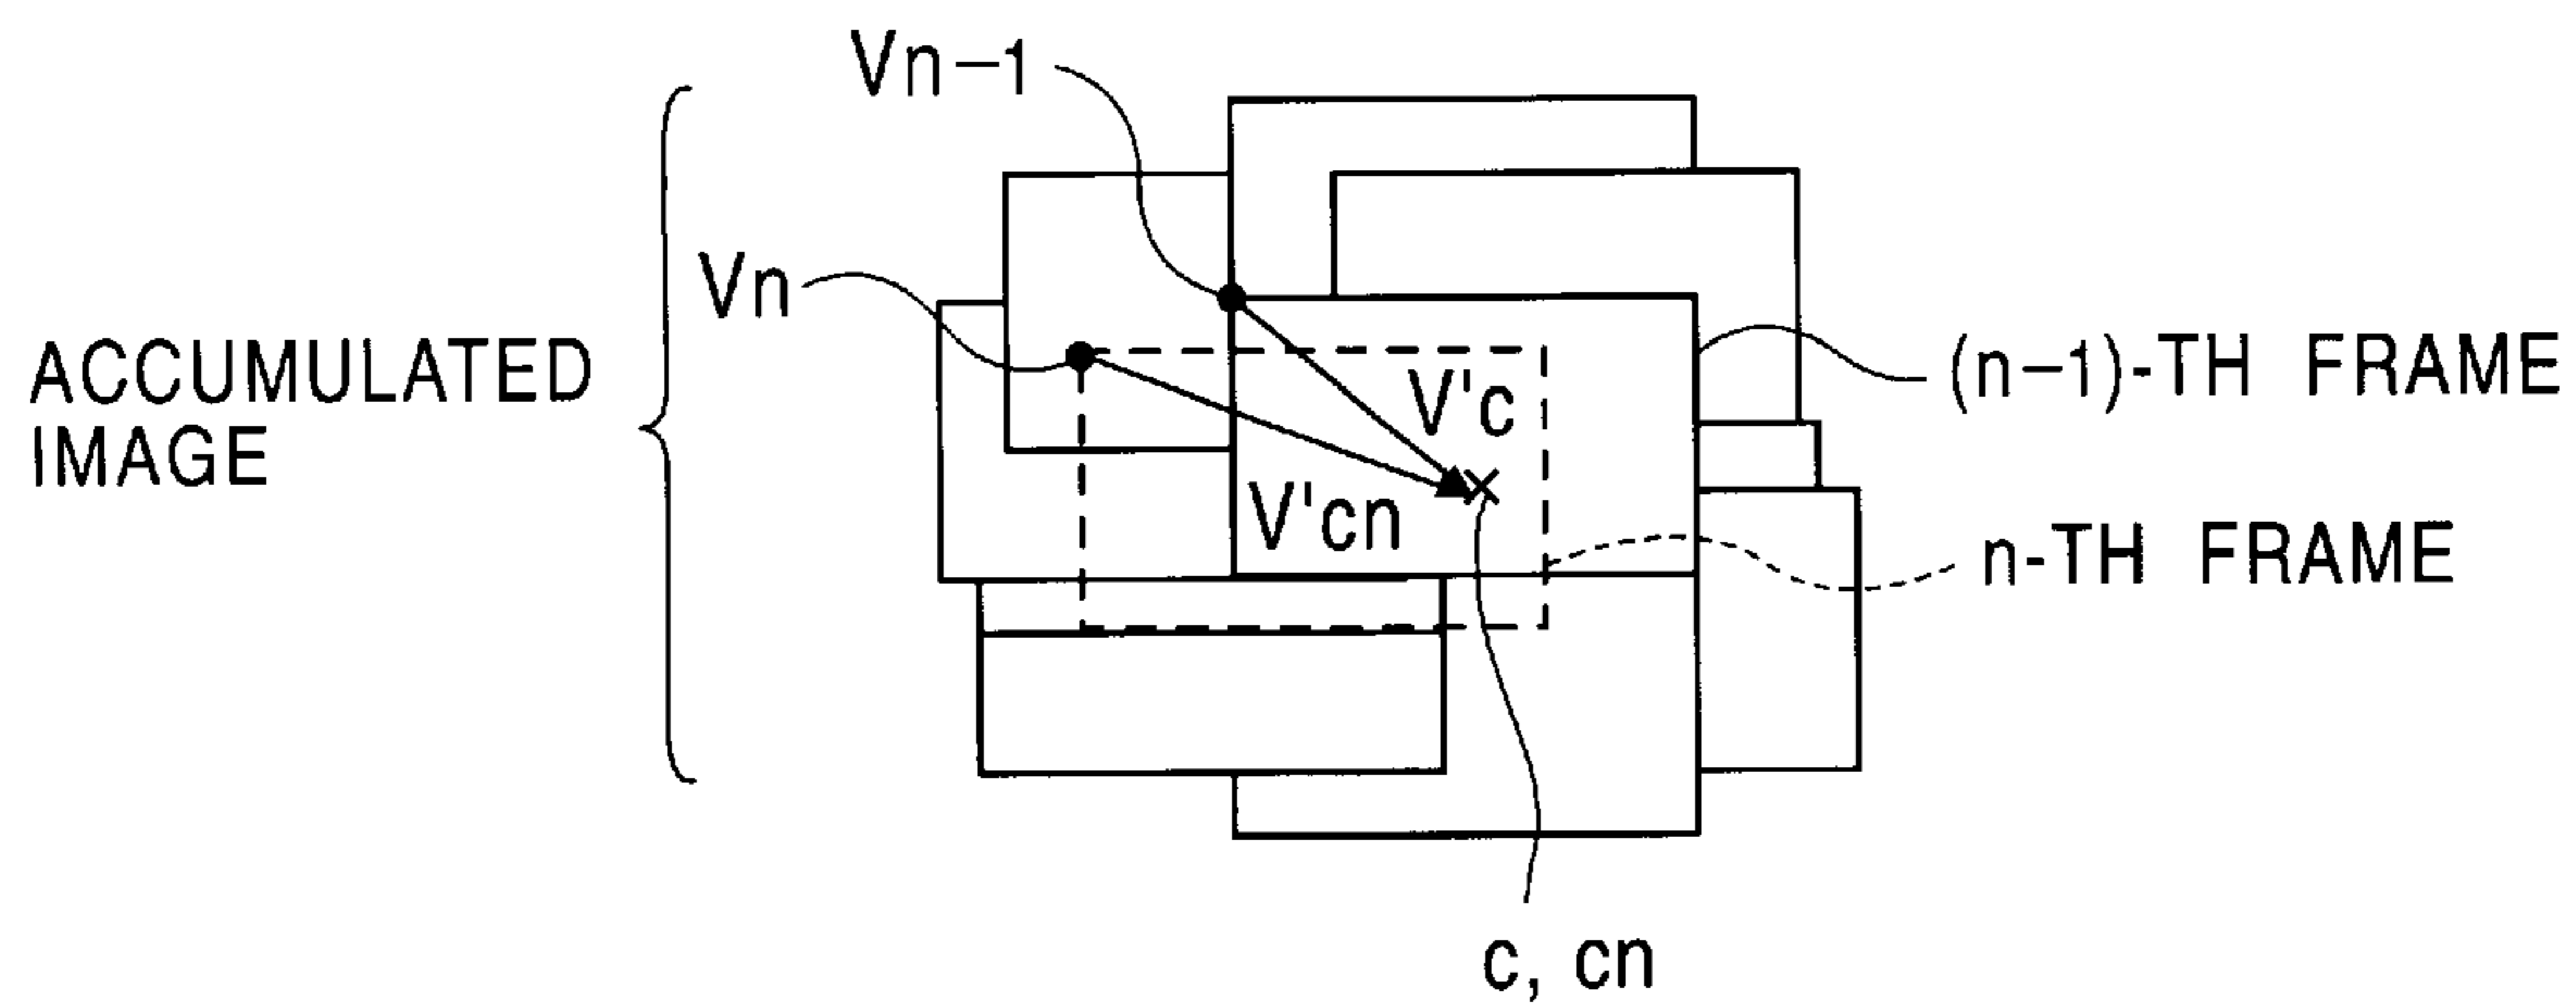 Vn-1
Vn
ACCUMULATED
IMAGE
V'c
V'cn
(n-1)-TH FRAME
n-TH FRAME
c, cn